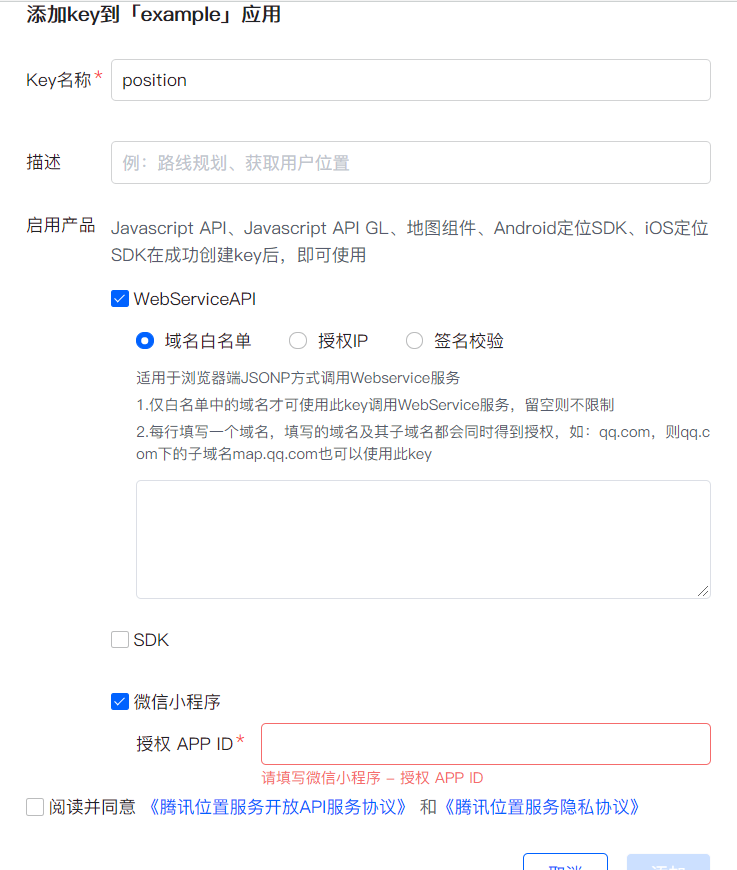 添加key到「example」应用
Key名称*
position
描述
例：路线规划、获取用户位置
启用产品
Javascript API、Javascript API GL、地图组件、Android定位SDK、iOS定位
SDK在成功创建key后，即可使用
WebServiceAPI
域名白名单 授权IP 签名校验
适用于浏览器端JSONP方式调用Webservice服务
1.仅白名单中的域名才可使用此key调用WebService服务，留空则不限制
2.每行填写一个域名，填写的域名及其子域名都会同时得到授权，如：qq.com，则qq.c
om下的子域名map.qq.com也可以使用此key
SDK
微信小程序
授权 APP ID*
请填写微信小程序 - 授权 APP ID
阅读并同意 《腾讯位置服务开放API服务协议》 和《腾讯位置服务隐私协议》
取消 添加